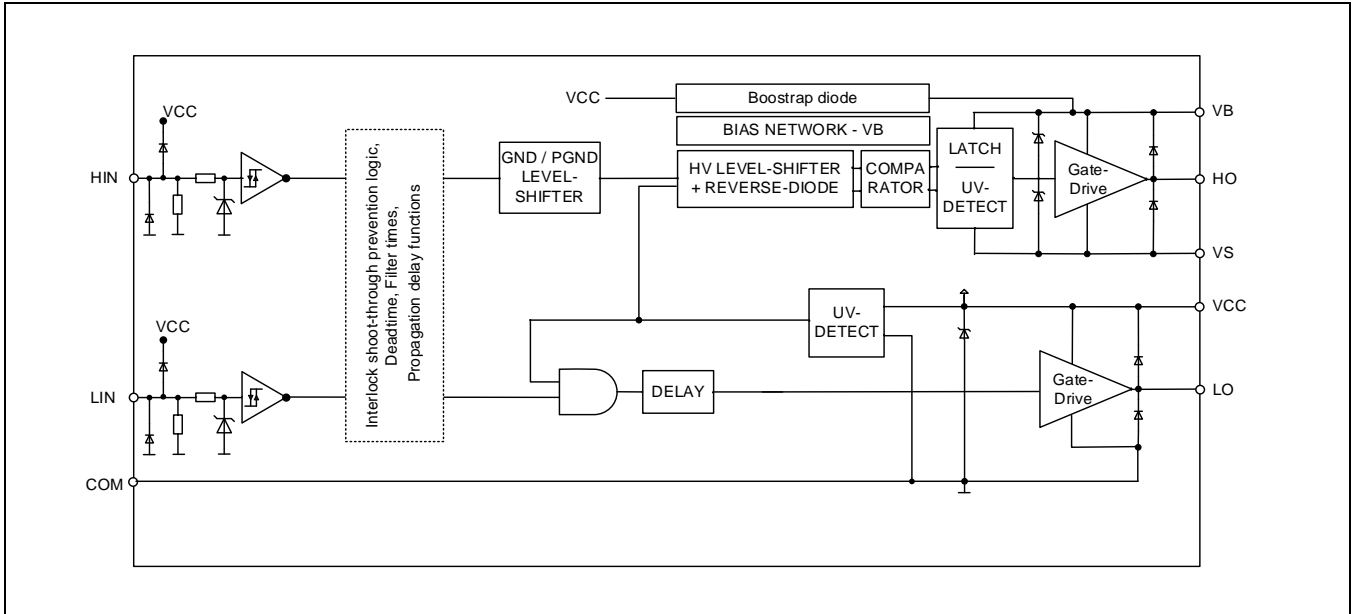 VCC
Boostrap diode
VB
VCC
BIAS NETWORK - VB
HIN
Interlock shoot-through prevention logic,
Deadtime, Filter times,
Propagation delay functions
GND / PGND
LEVEL-
SHIFTER
HV LEVEL-SHIFTER
+ REVERSE-DIODE
COMPA
RATOR
LATCH
UV-
DETECT
Gate-
Drive
HO
VS
VCC
UV-
DETECT
VCC
LIN
DELAY
Gate-
Drive
LO
COM